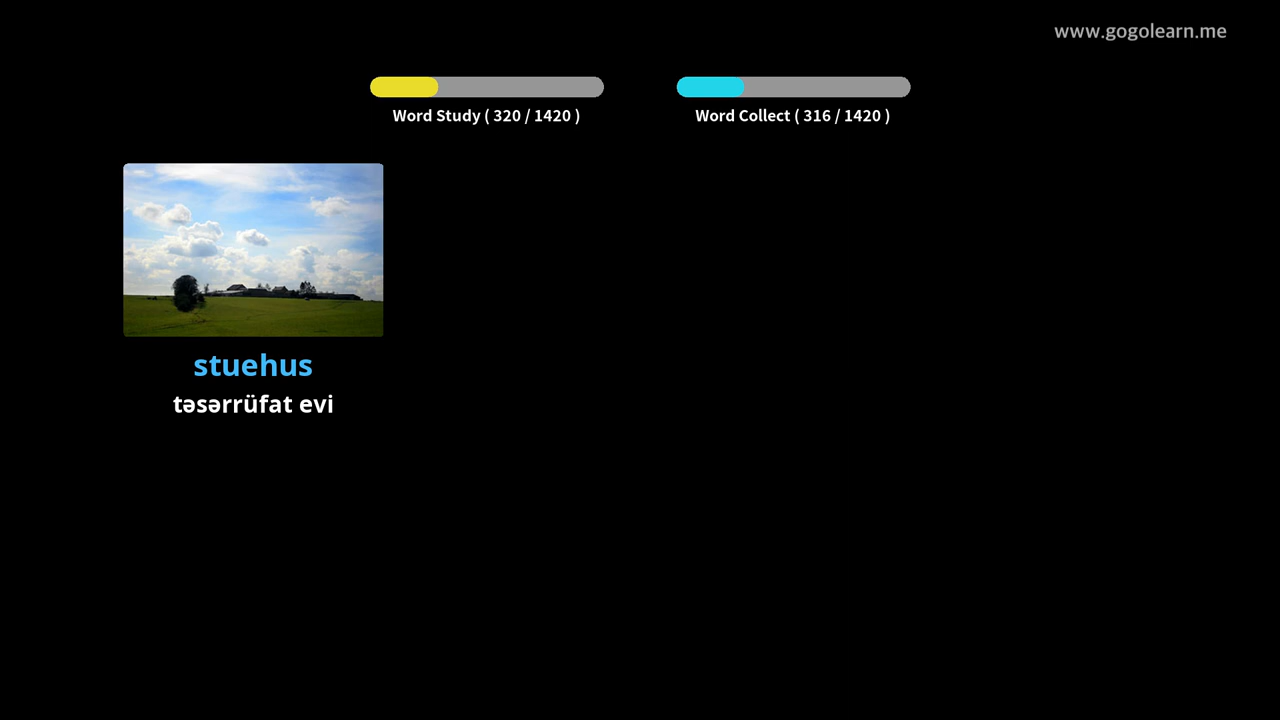 www.gogolearn.me
Word Study ( 320 / 1420 )
Word Collect ( 316 / 1420 )
stuehus
təsərrüfat evi